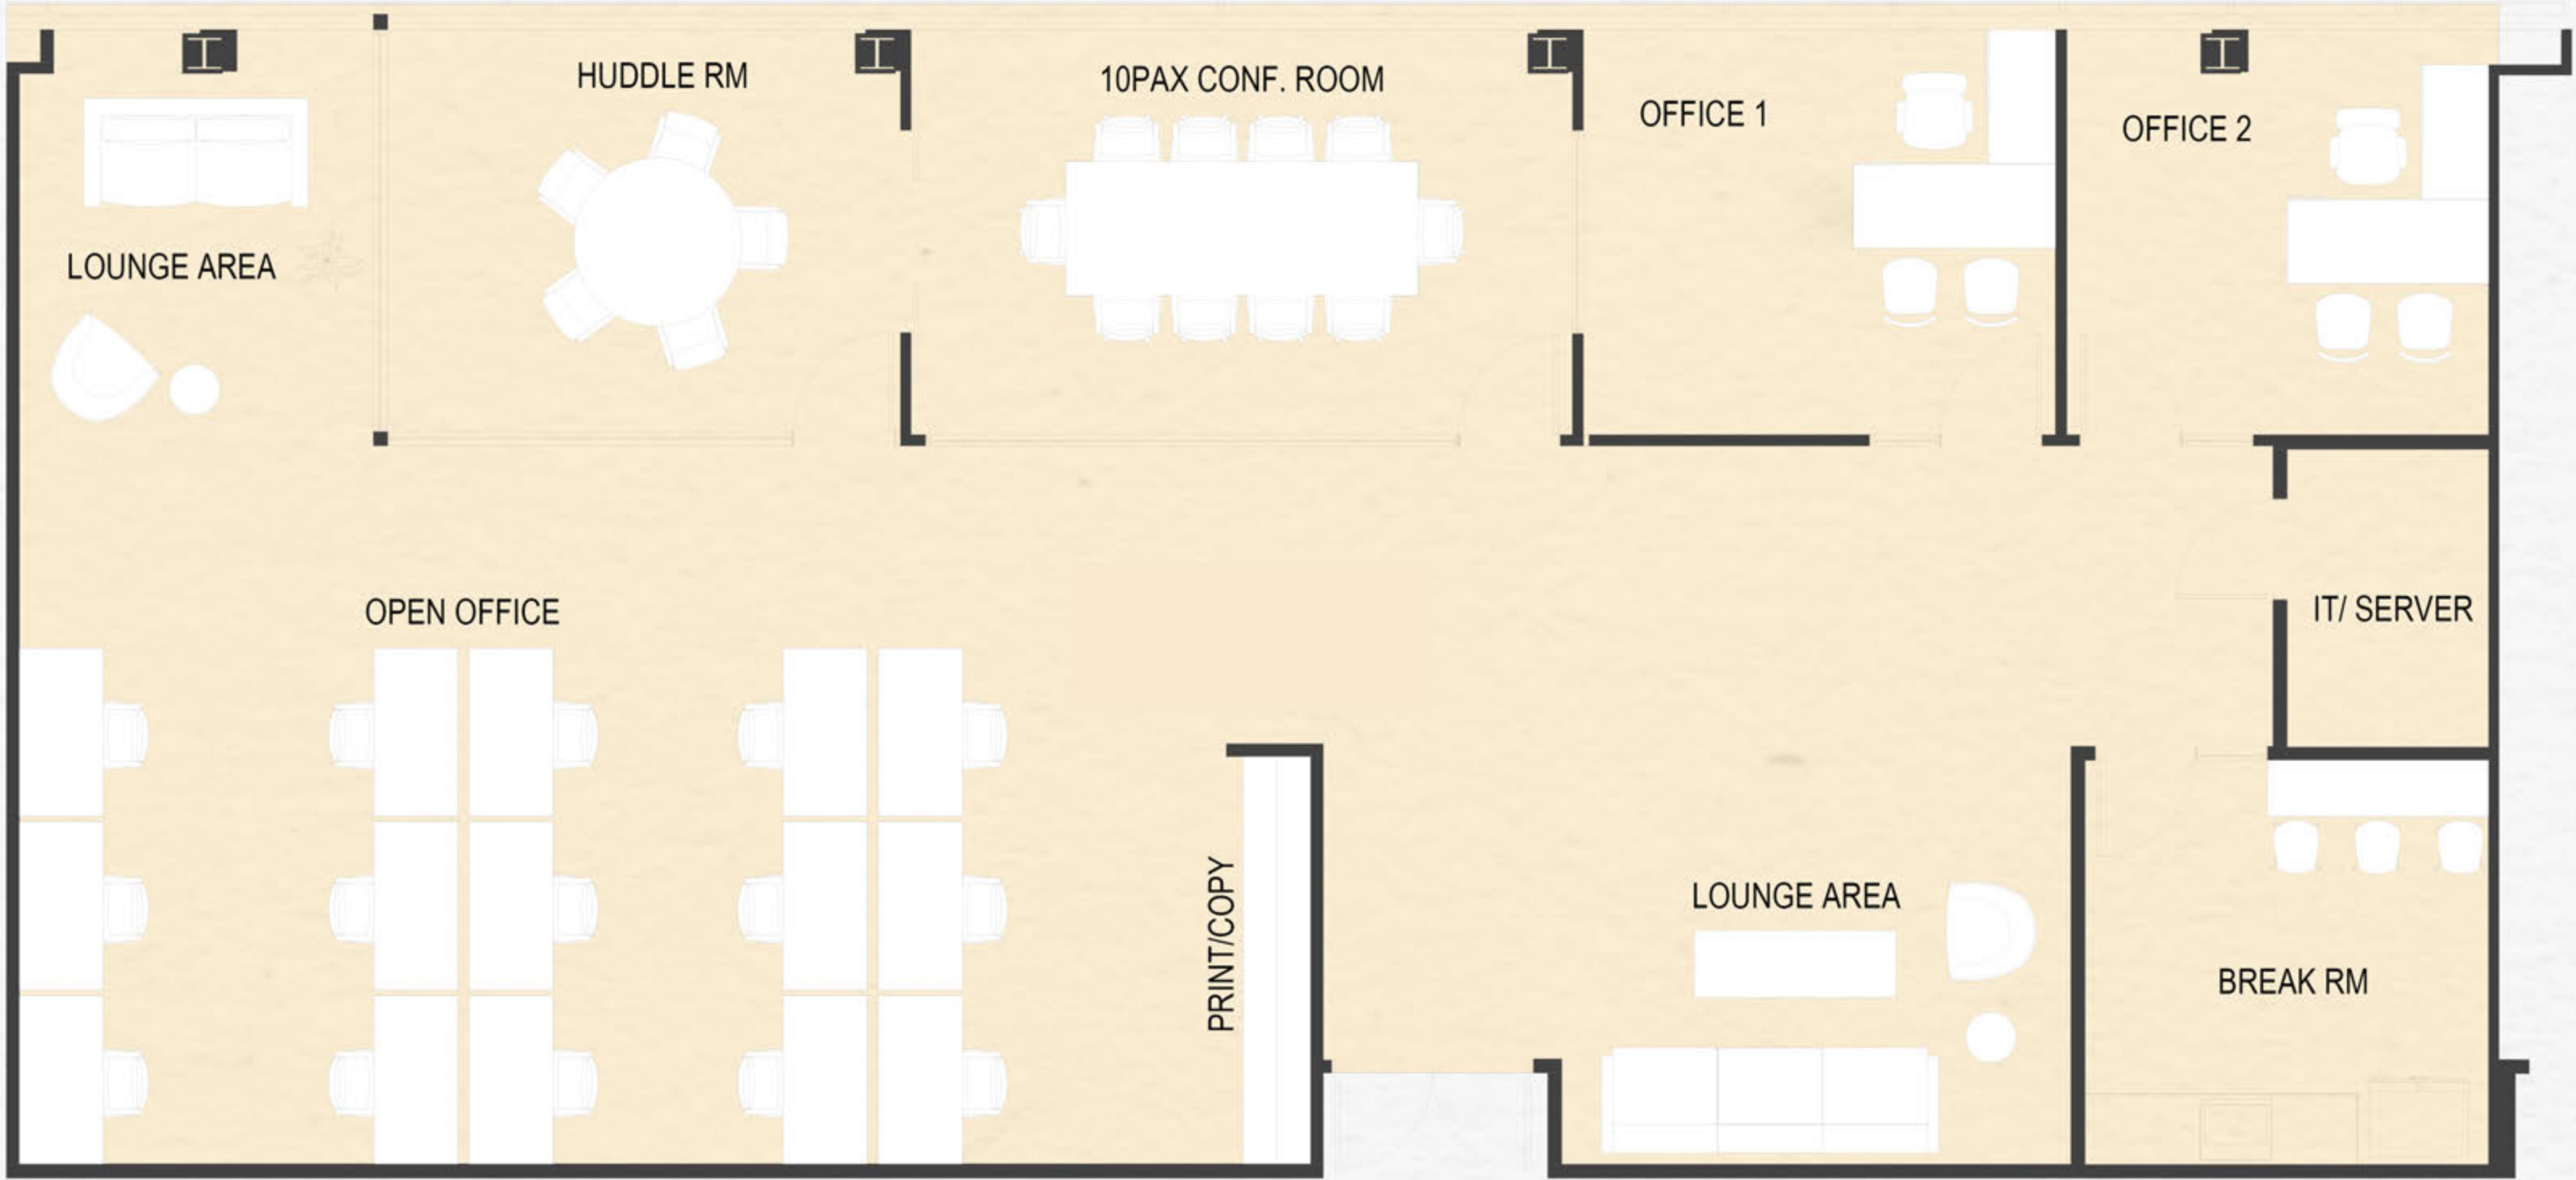 HUDDLE RM
10PAX CONF. ROOM
OFFICE 1
OFFICE 2
LOUNGE AREA
OPEN OFFICE
IT/ SERVER
PRINT/COPY
LOUNGE AREA
BREAK RM